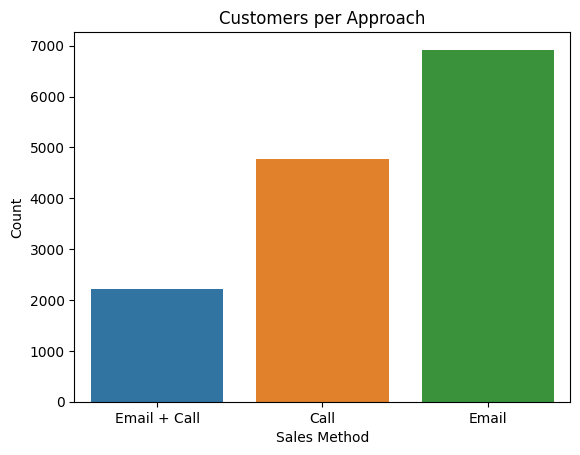 Customers per Approach
7000
6000
5000
4000
3000
2000
1000
0
Count
Email + Call
Call
Email
Sales Method